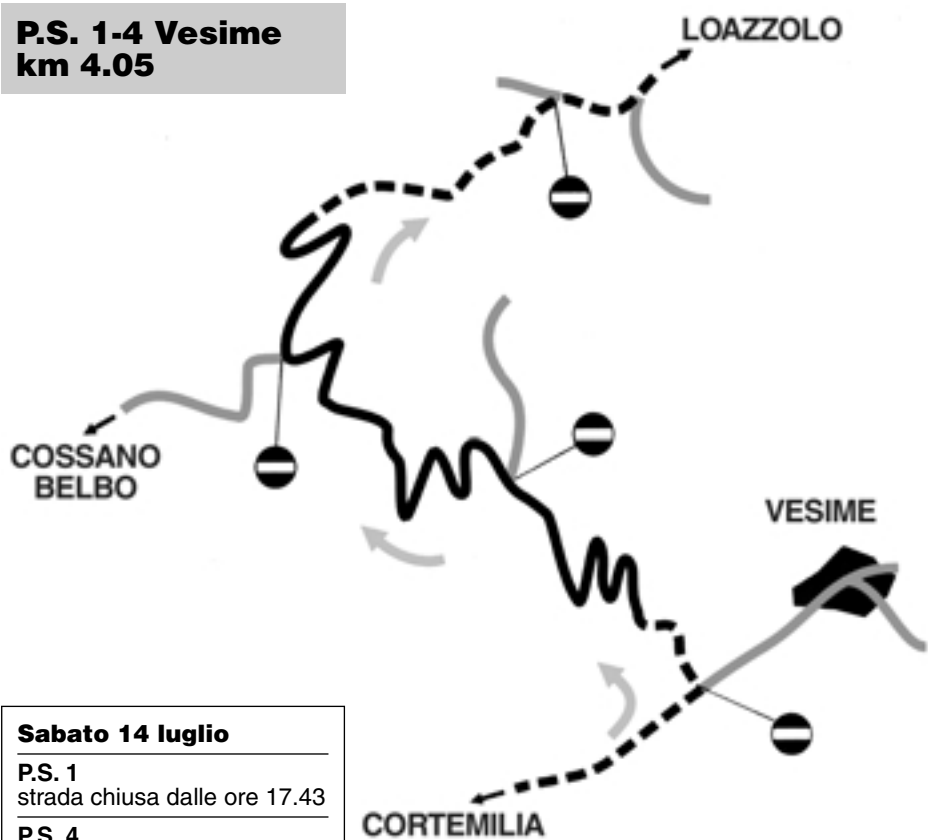 P.S. 1-4 Vesime
km 4.05
LOAZZOLO
COSSANO
BELBO
VESIME
Sabato 14 luglio
P.S. 1
strada chiusa dalle ore 17.43
P.S. 4
CORTEMILIA